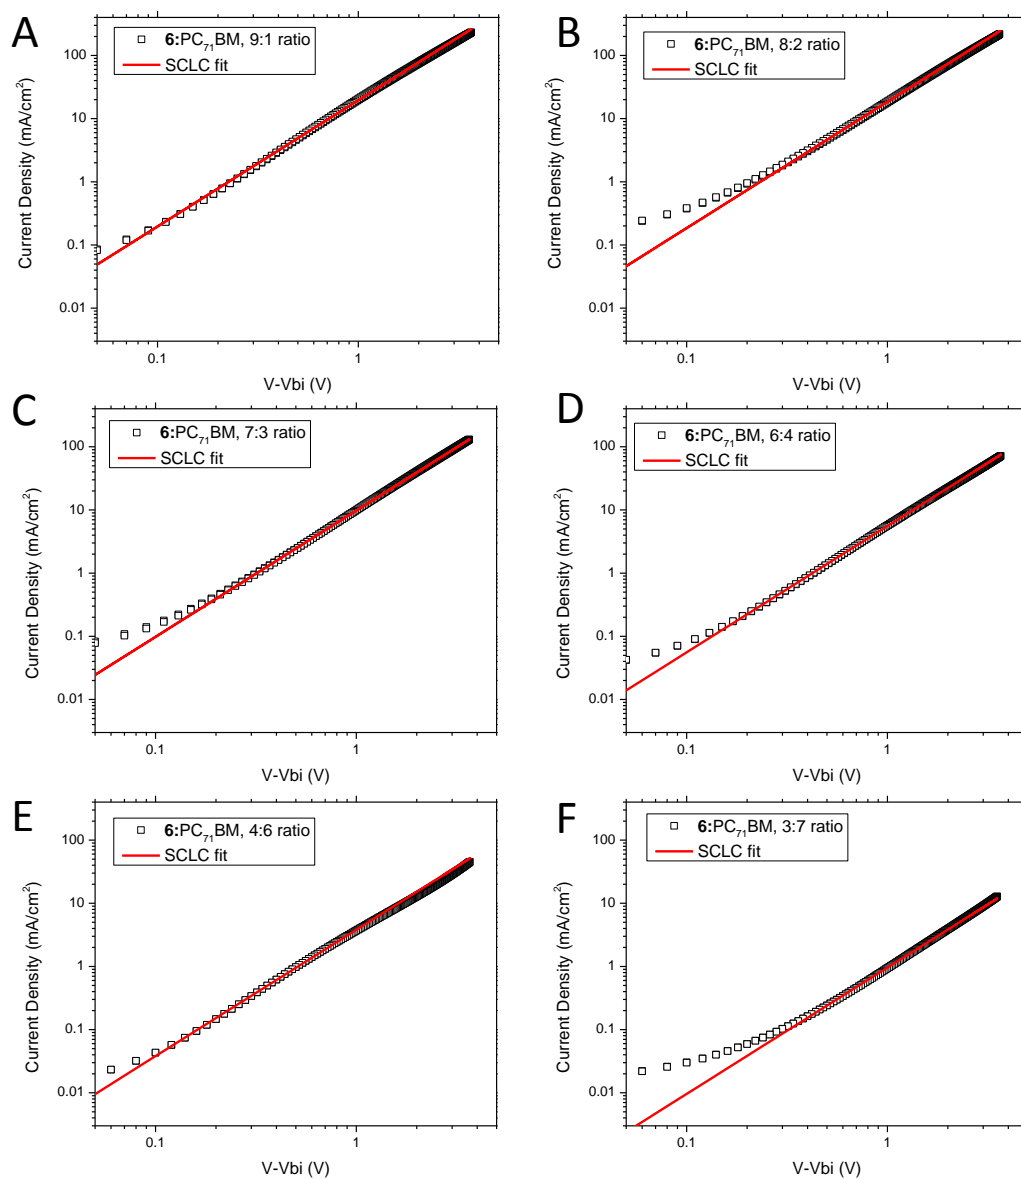 A
6:PC71BM, 9:1 ratio
SCLC fit
Current Density (mA/cm²)
100
10
1
0.1
0.01
0.1
1
V-Vbi (V)
B
6:PC71BM, 8:2 ratio
SCLC fit
Current Density (mA/cm²)
100
10
1
0.1
0.01
0.1
1
V-Vbi (V)
C
6:PC71BM, 7:3 ratio
SCLC fit
Current Density (mA/cm²)
100
10
1
0.1
0.01
0.1
1
V-Vbi (V)
D
6:PC71BM, 6:4 ratio
SCLC fit
Current Density (mA/cm²)
100
10
1
0.1
0.01
0.1
1
V-Vbi (V)
E
6:PC71BM, 4:6 ratio
SCLC fit
Current Density (mA/cm²)
100
10
1
0.1
0.01
0.1
1
V-Vbi (V)
F
6:PC71BM, 3:7 ratio
SCLC fit
Current Density (mA/cm²)
100
10
1
0.1
0.01
0.1
1
V-Vbi (V)